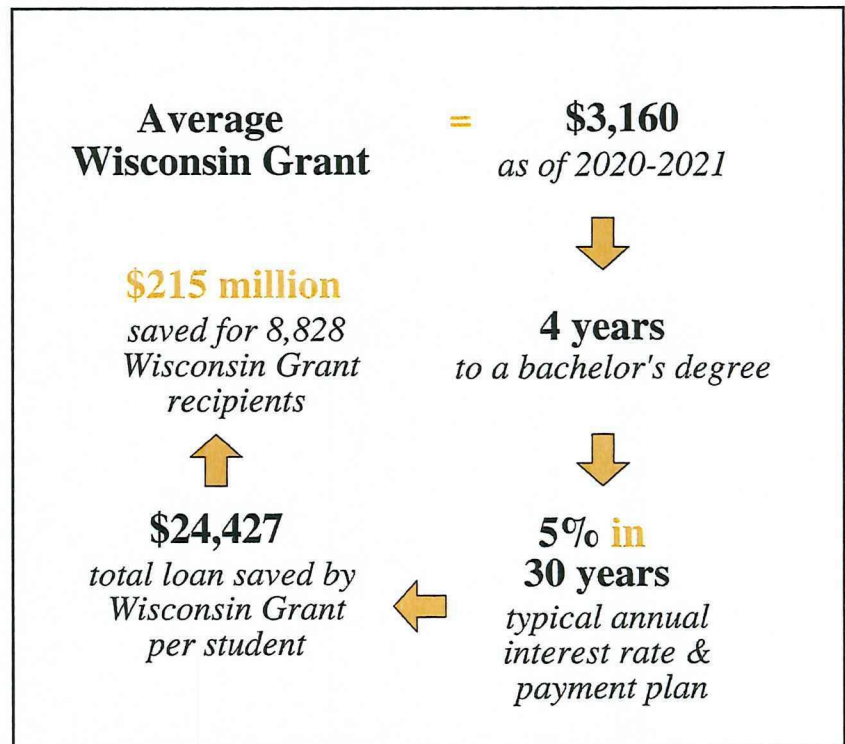 Average
Wisconsin Grant
=
$3,160
as of 2020-2021
4 years
to a bachelor's degree
5% in
30 years
typical annual
interest rate &
payment plan
$24,427
total loan saved by
Wisconsin Grant
per student
$215 million
saved for 8,828
Wisconsin Grant
recipients